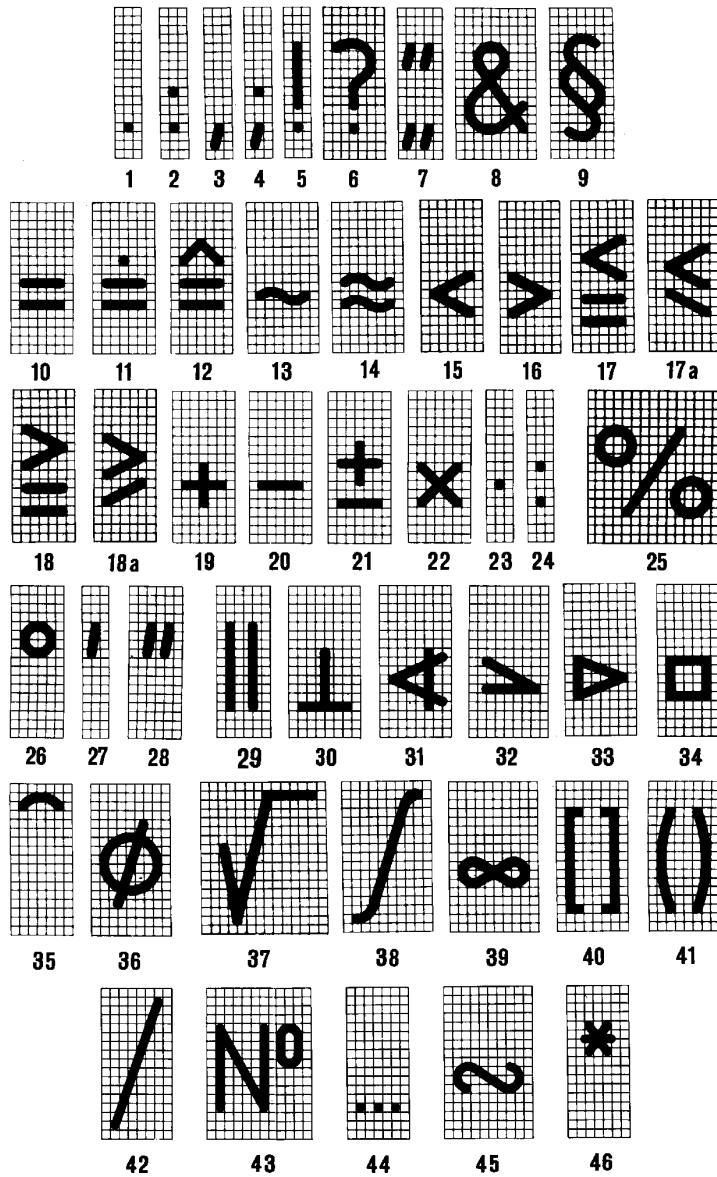 . : , ; ! ? " „ & §
1 2 3 4 5 6 7 8 9
= ≐ ≙ ~ ≈ < > ≦ ⩽
10 11 12 13 14 15 16 17 17a
≧ ⩾ + − ± × · : %
18 18a 19 20 21 22 23 24 25
° ′ ″ || ⊥ ∢ ⦣ ▷ □
26 27 28 29 30 31 32 33 34
⌒ ø √ ∫ ∞ [ ] ( )
35 36 37 38 39 40 41
/ Nº ... ∾ *
42 43 44 45 46